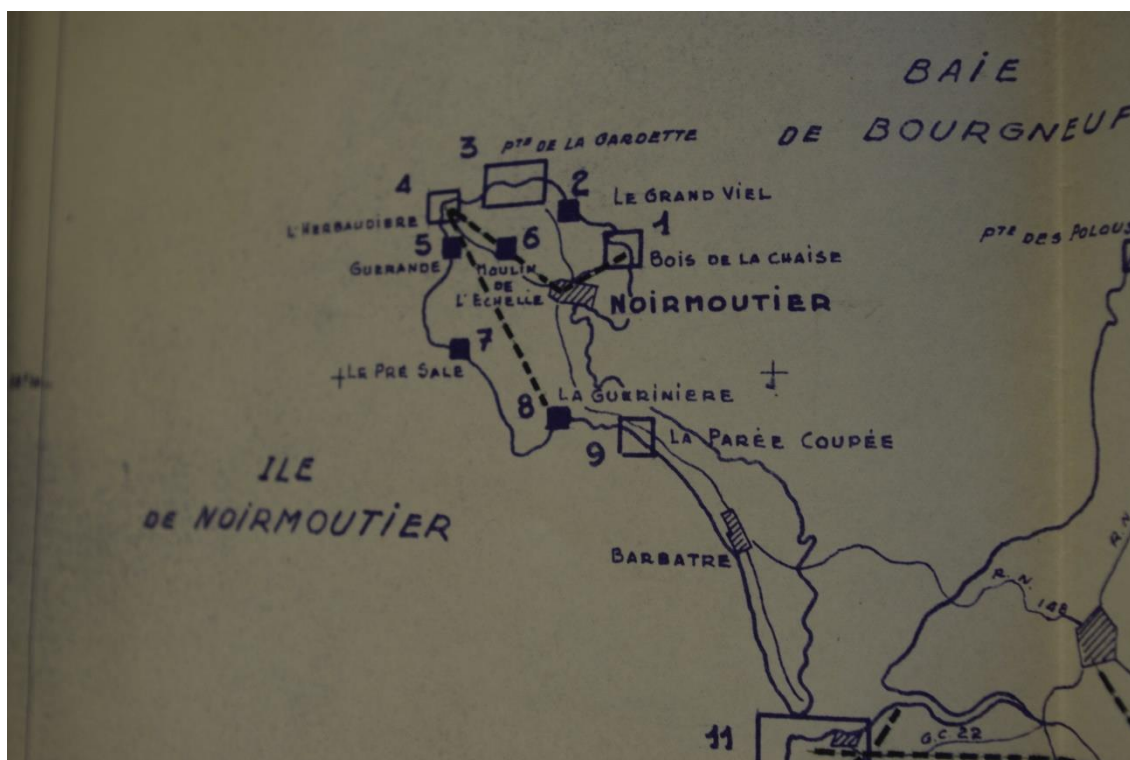 BAiE
DE BOURGNEUF
3
PTE DE LA GARDETTE
4
2
LE GRAND VIEL
L'HERBAUDIERE
1
5
6
BOIS DE LA CHAISE
PTE DES POLOUS
GUERANDE
MOULIN
DE
L'ECHELLE
NOIRMOUTIER
7
LE PRE SALE
8
LA GUERINIERE
9
LA PARÉE COUPÉE
ILE
DE NOiRMOUTiER
BARBATRE
R.N.
R.N. 148
11
G.C. 22